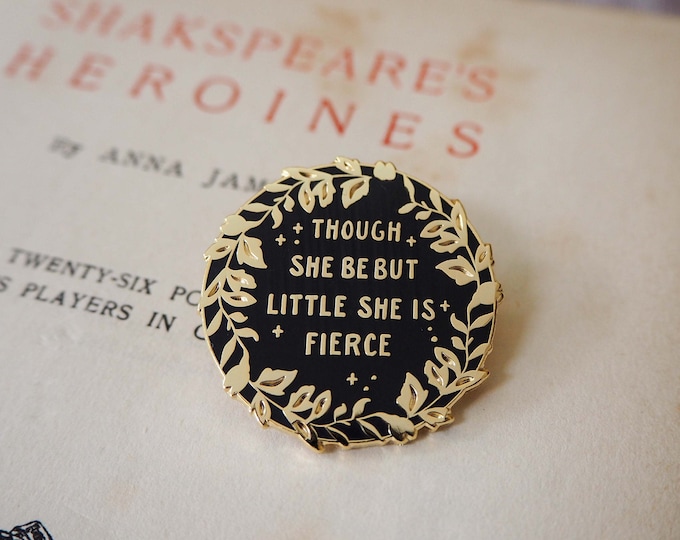 SHAKSPEARE'S
HEROINES
By ANNA JAM
TWENTY-SIX PO
S PLAYERS IN
THOUGH
SHE BE BUT
LITTLE SHE IS
FIERCE